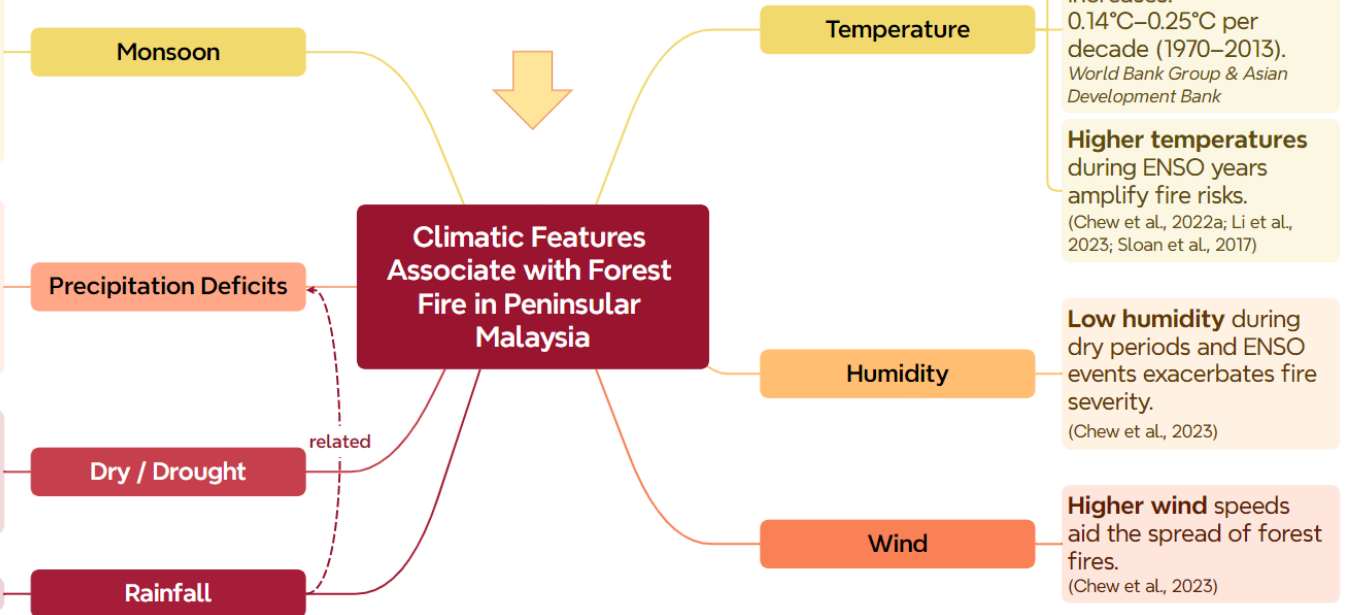 Monsoon
Precipitation Deficits
Dry / Drought
related
Rainfall
Climatic Features
Associate with Forest
Fire in Peninsular
Malaysia
Temperature
increases.
0.14°C–0.25°C per
decade (1970–2013).
World Bank Group & Asian
Development Bank
Higher temperatures
during ENSO years
amplify fire risks.
(Chew et al., 2022a; Li et al.,
2023; Sloan et al., 2017)
Humidity
Low humidity during
dry periods and ENSO
events exacerbates fire
severity.
(Chew et al., 2023)
Wind
Higher wind speeds
aid the spread of forest
fires.
(Chew et al., 2023)